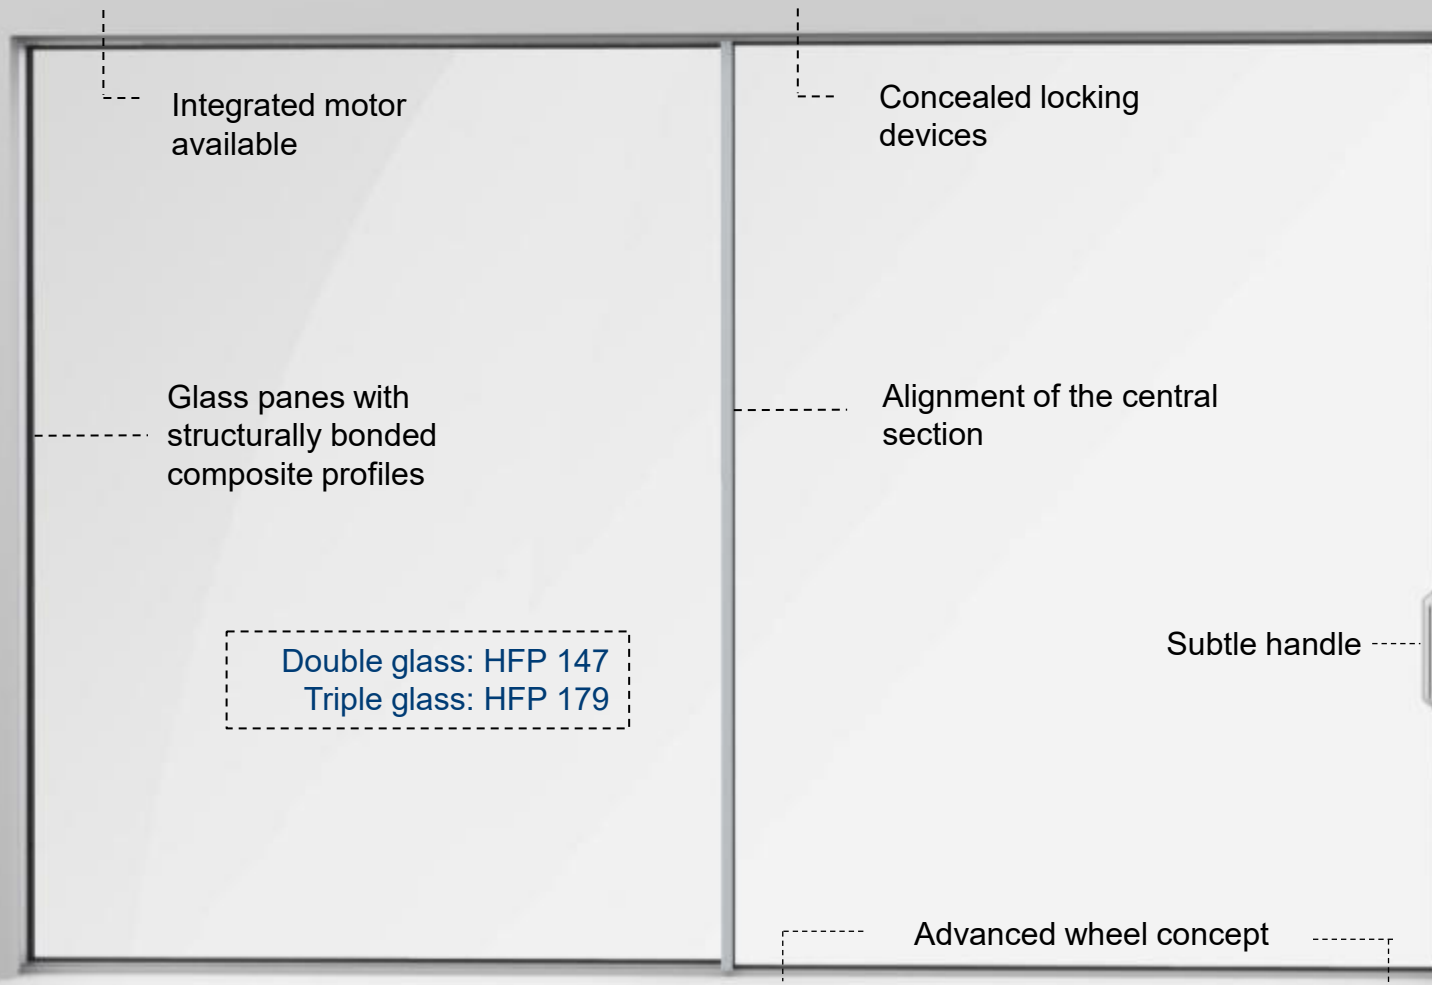 Integrated motor
available
Concealed locking
devices
Glass panes with
structurally bonded
composite profiles
Alignment of the central
section
Double glass: HFP 147
Triple glass: HFP 179
Subtle handle
Advanced wheel concept